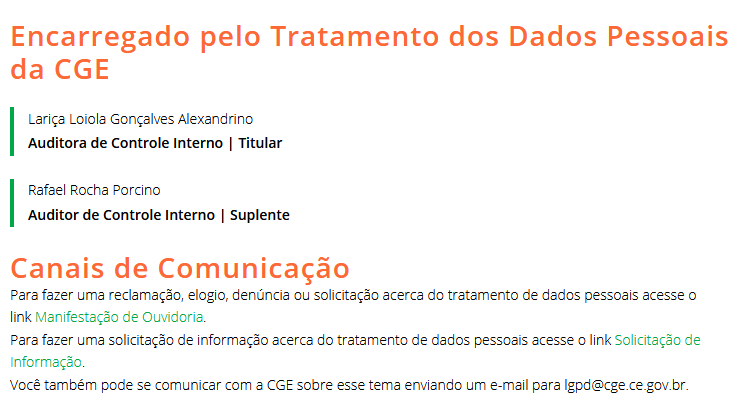 Encarregado pelo Tratamento dos Dados Pessoais
da CGE
Lariça Loiola Gonçalves Alexandrino
Auditora de Controle Interno | Titular
Rafael Rocha Porcino
Auditor de Controle Interno | Suplente
Canais de Comunicação
Para fazer uma reclamação, elogio, denúncia ou solicitação acerca do tratamento de dados pessoais acesse o
link Manifestação de Ouvidoria.
Para fazer uma solicitação de informação acerca do tratamento de dados pessoais acesse o link Solicitação de
Informação.
Você também pode se comunicar com a CGE sobre esse tema enviando um e-mail para lgpd@cge.ce.gov.br.